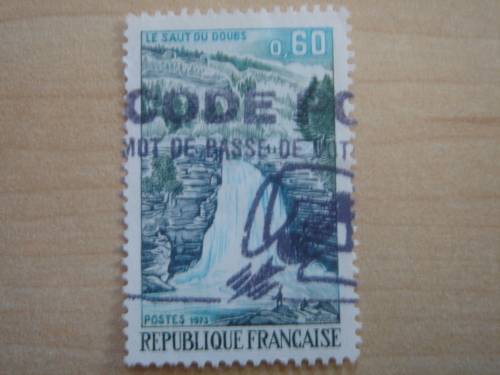 LE SAUT DU DOUBS
0,60
CODE
MOT DE PASSE DE
POSTES 1973
REPUBLIQUE FRANCAISE